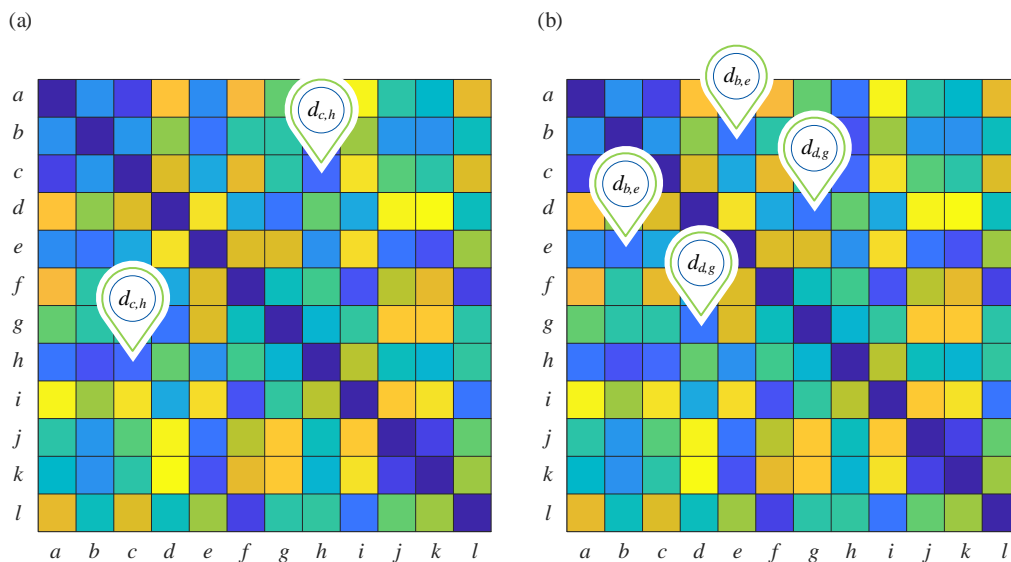 (a)
(b)
a
b
c
d
e
f
g
h
i
j
k
l
a b c d e f g h i j k l
d_{c,h}
d_{c,h}
a
b
c
d
e
f
g
h
i
j
k
l
a b c d e f g h i j k l
d_{b,e}
d_{d,g}
d_{b,e}
d_{d,g}